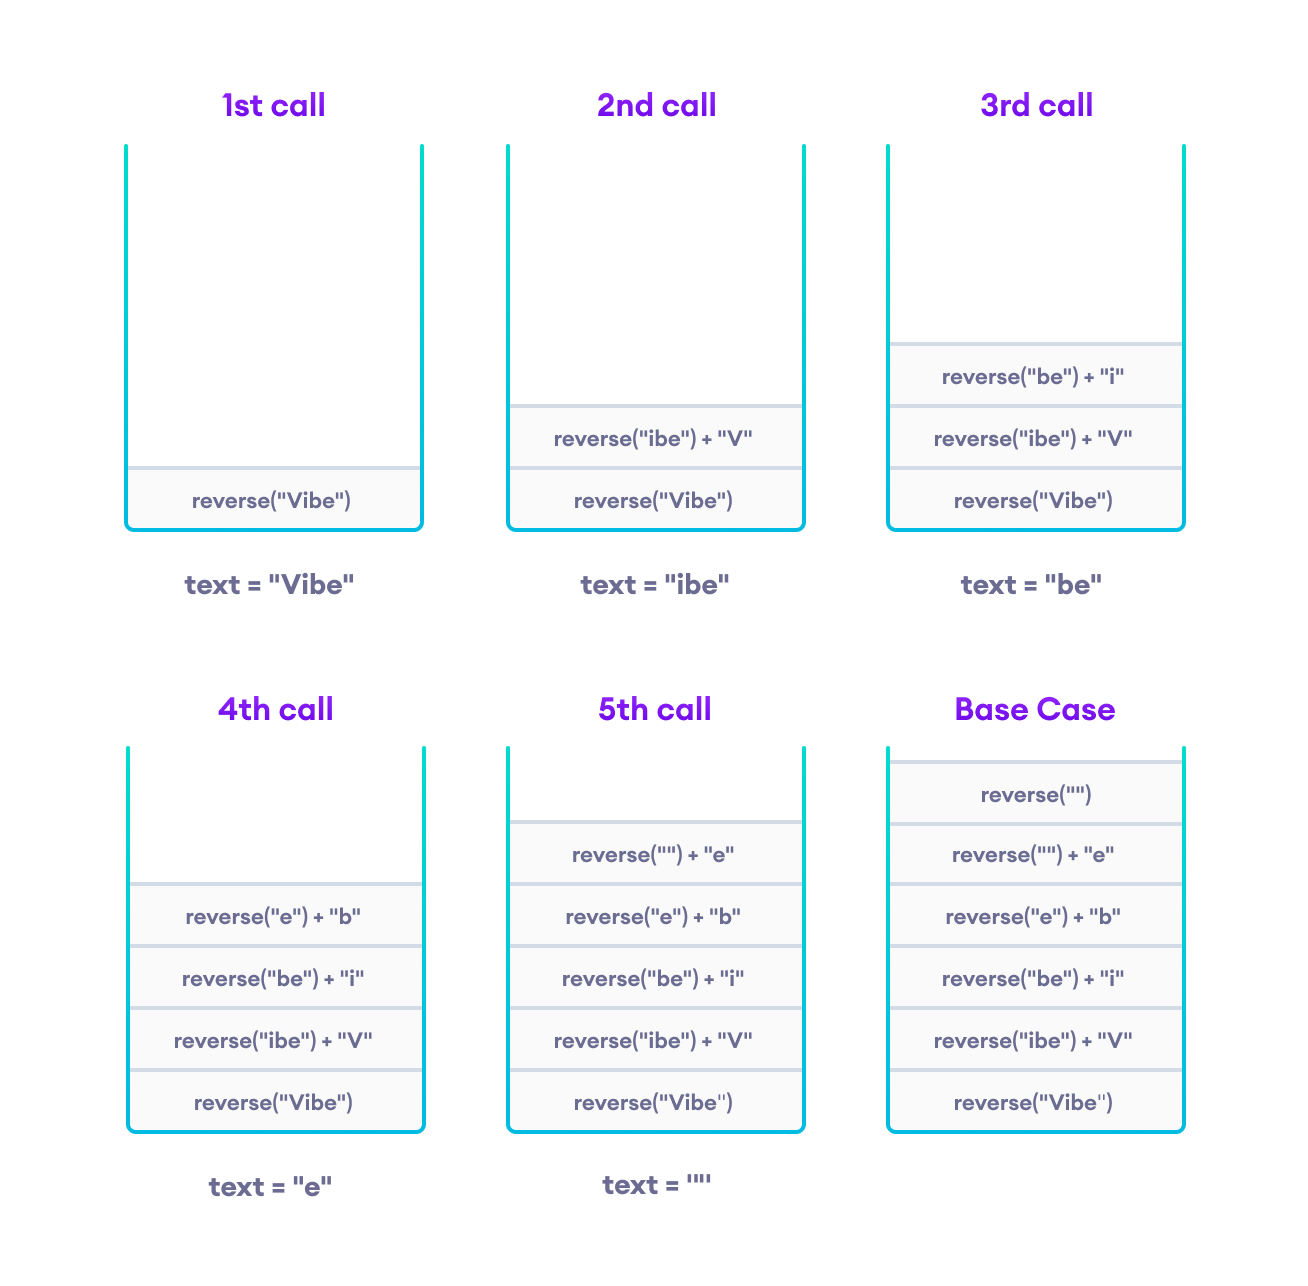 1st call
reverse("Vibe")
text = "Vibe"
2nd call
reverse("ibe") + "V"
reverse("Vibe")
text = "ibe"
3rd call
reverse("be") + "i"
reverse("ibe") + "V"
reverse("Vibe")
text = "be"
4th call
reverse("e") + "b"
reverse("be") + "i"
reverse("ibe") + "V"
reverse("Vibe")
text = "e"
5th call
reverse("") + "e"
reverse("e") + "b"
reverse("be") + "i"
reverse("ibe") + "V"
reverse("Vibe")
text = ""
Base Case
reverse("")
reverse("") + "e"
reverse("e") + "b"
reverse("be") + "i"
reverse("ibe") + "V"
reverse("Vibe")